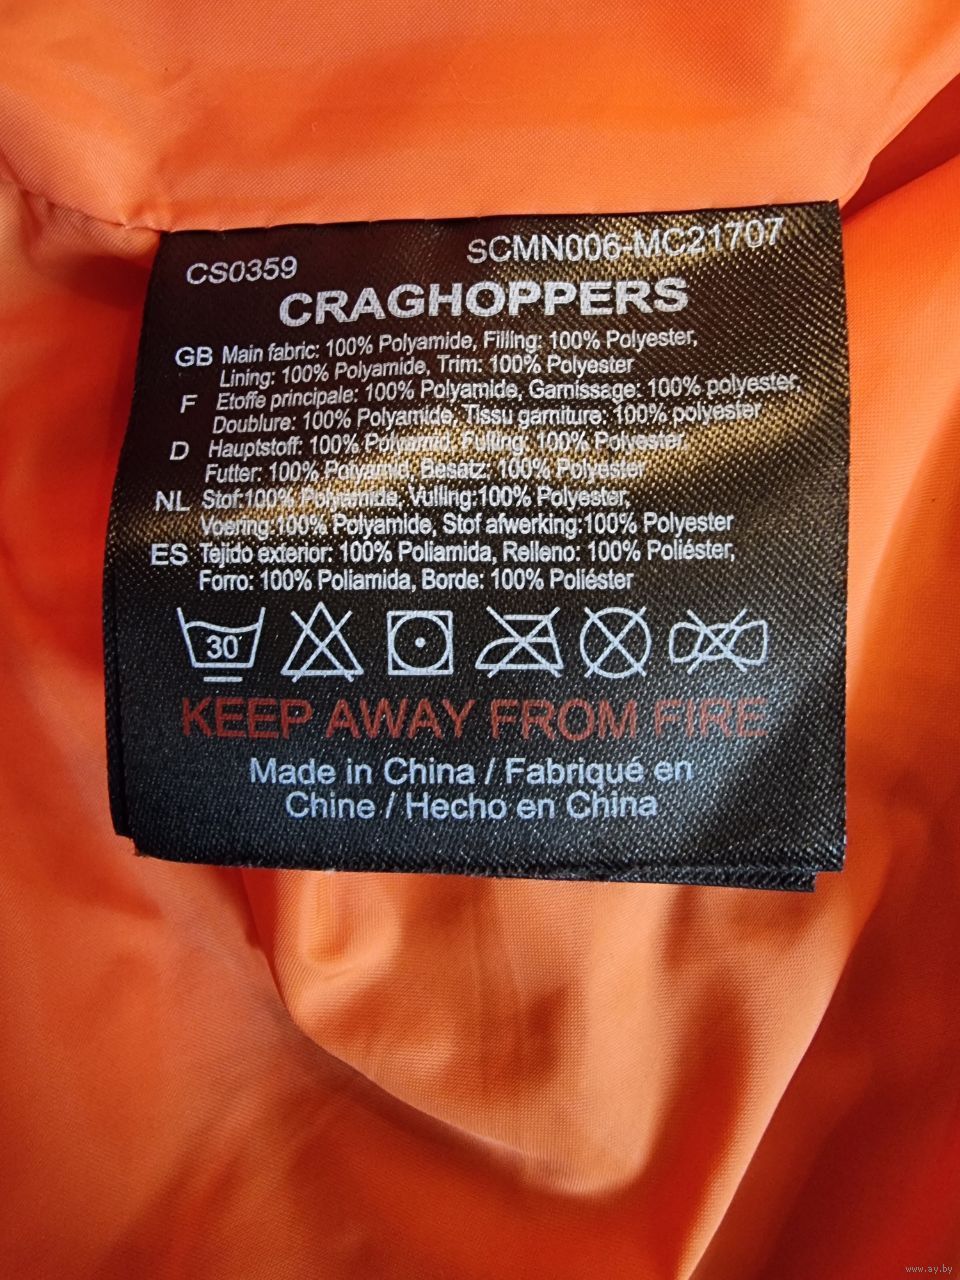 CS0359
SCMN006-MC21707
CRAGHOPPERS
GB Main fabric: 100% Polyamide, Filling: 100% Polyester,
Lining: 100% Polyamide, Trim: 100% Polyester
F Etoffe principale: 100% Polyamide, Garnissage: 100% polyester,
Doublure: 100% Polyamide, Tissu garniture: 100% polyester
D Hauptstoff: 100% Polyamid, Füllung: 100% Polyester,
Futter: 100% Polyamid, Besatz: 100% Polyester
NL Stof:100% Polyamide, Vulling:100% Polyester,
Voering:100% Polyamide, Stof afwerking:100% Polyester
ES Tejido exterior: 100% Poliamida, Relleno: 100% Poliéster,
Forro: 100% Poliamida, Borde: 100% Poliéster
30
KEEP AWAY FROM FIRE
Made in China / Fabriqué en
Chine / Hecho en China
www.ay.by